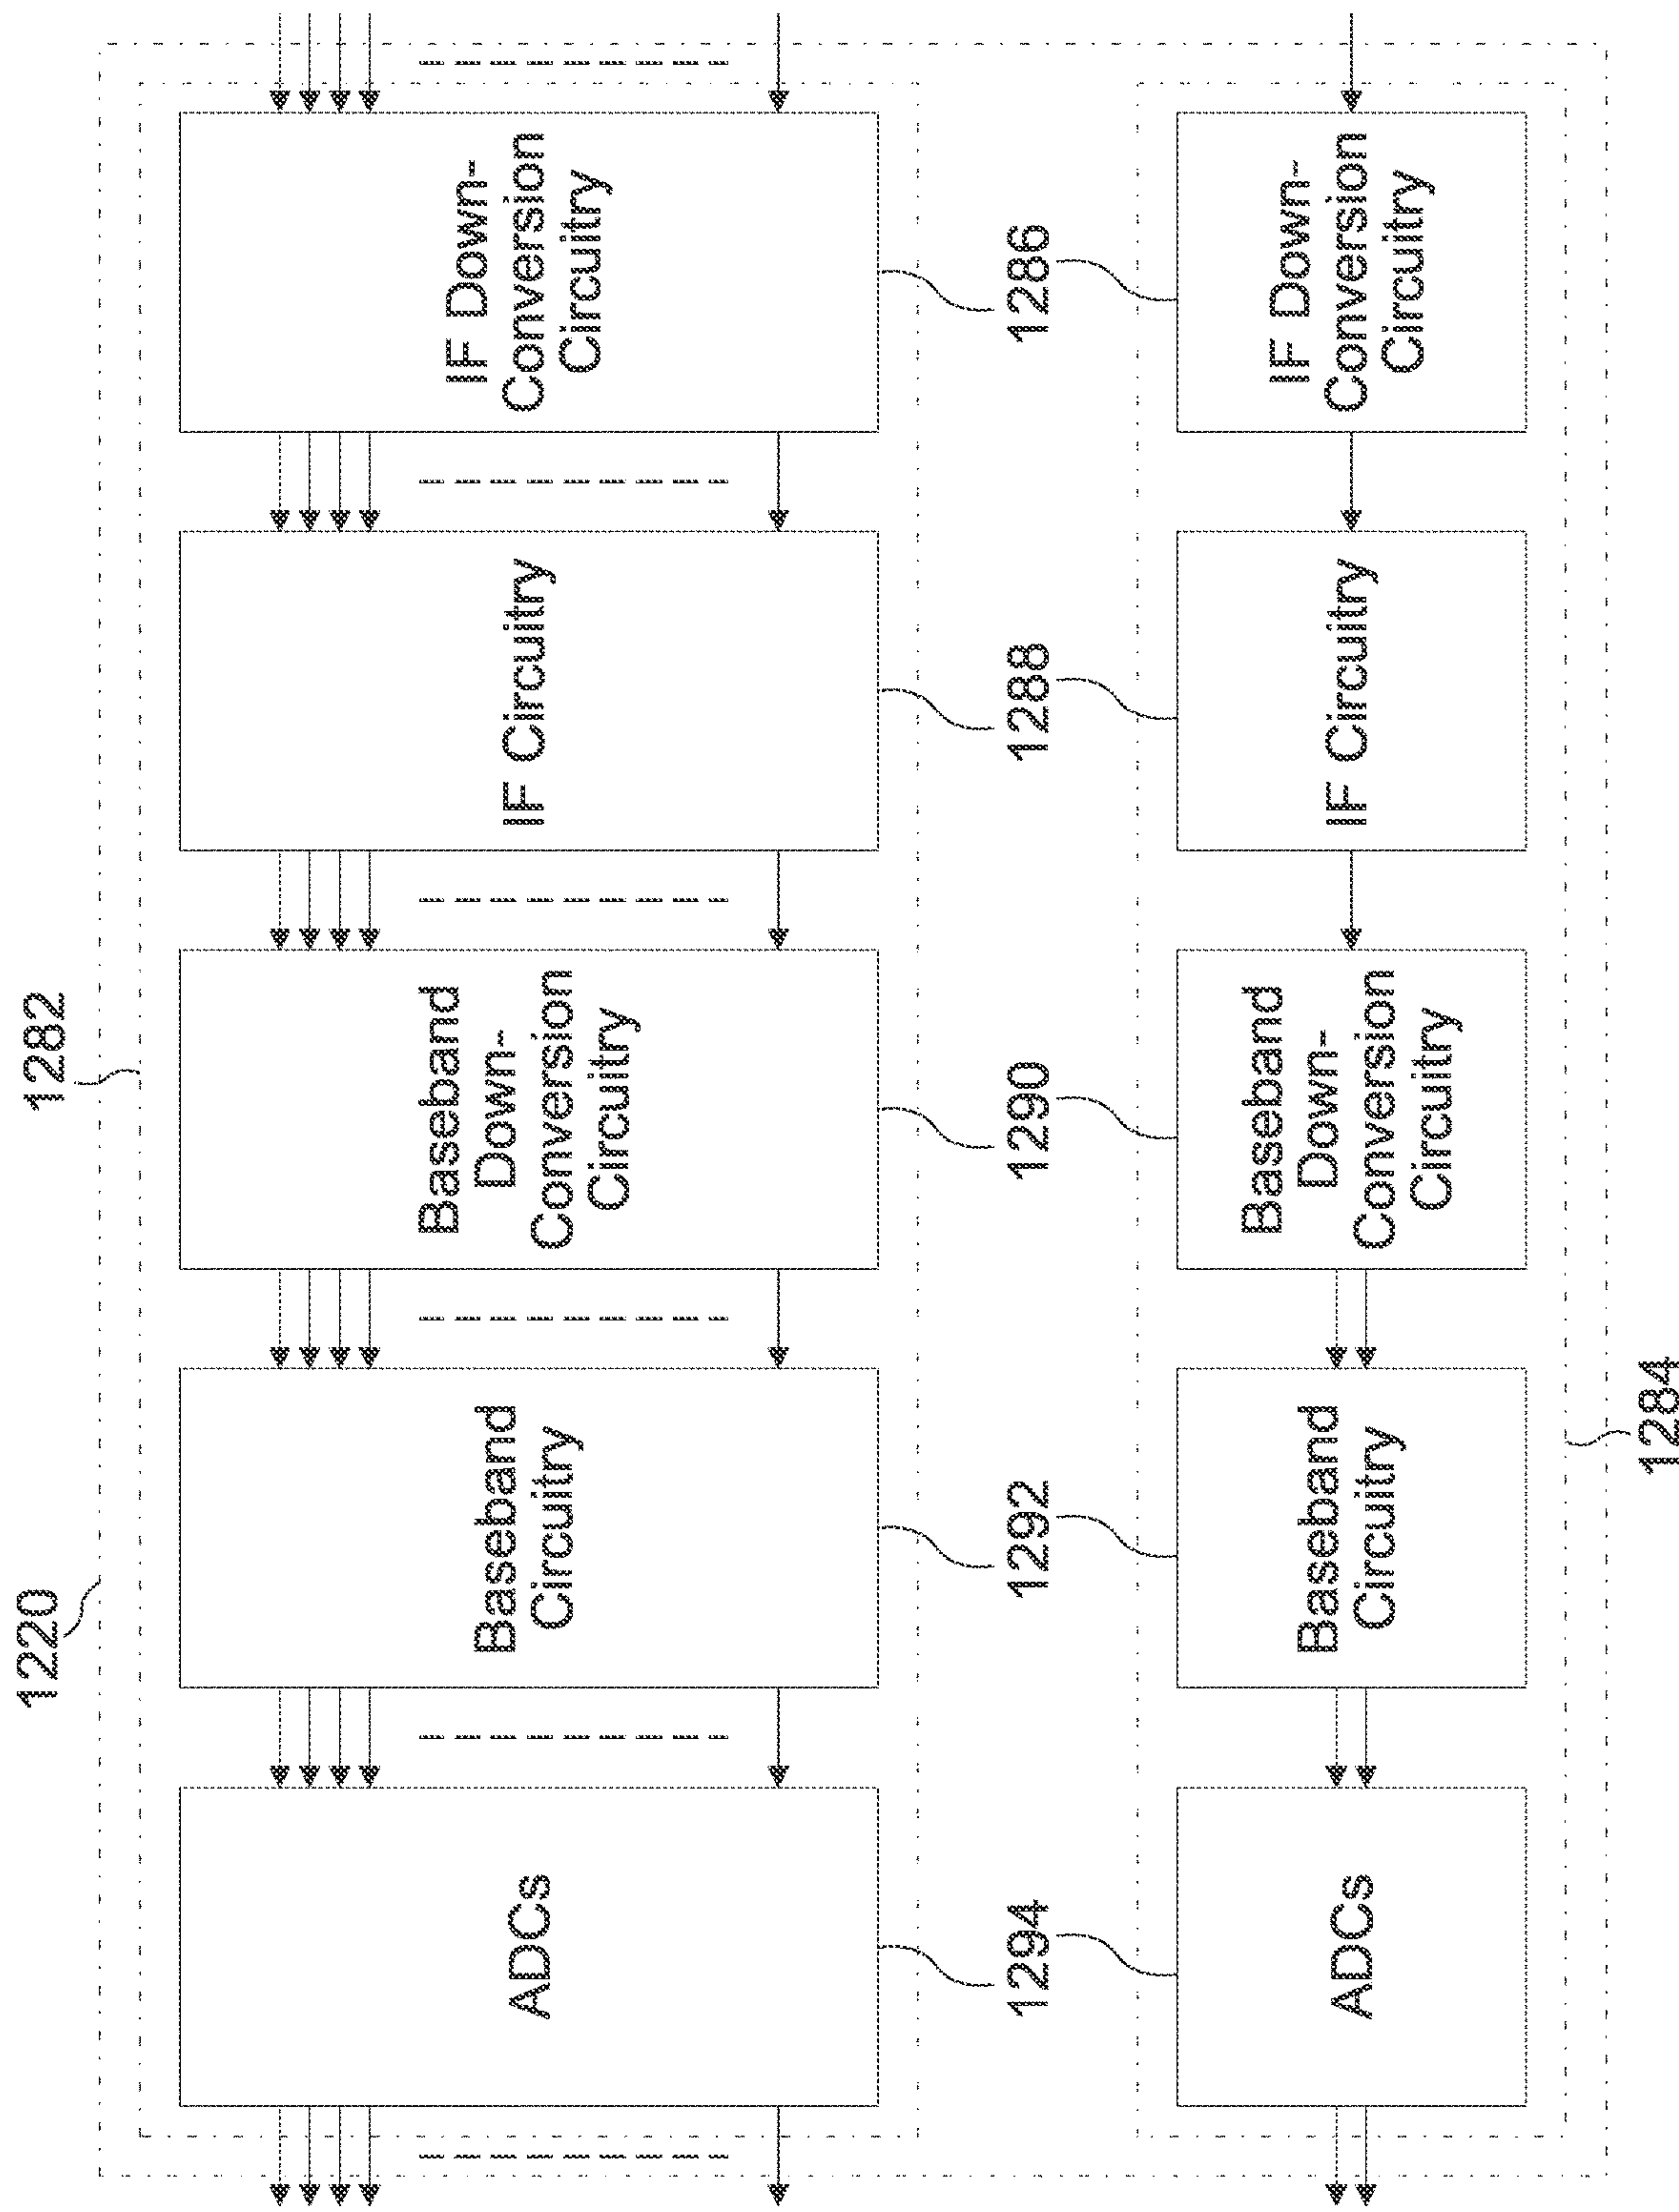 1220
1282
ADCs
Baseband
Circuitry
Baseband
Down-
Conversion
Circuitry
IF Circuitry
IF Down-
Conversion
Circuitry
1294
1292
1290
1288
1286
ADCs
Baseband
Circuitry
Baseband
Down-
Conversion
Circuitry
IF Circuitry
IF Down-
Conversion
Circuitry
1284